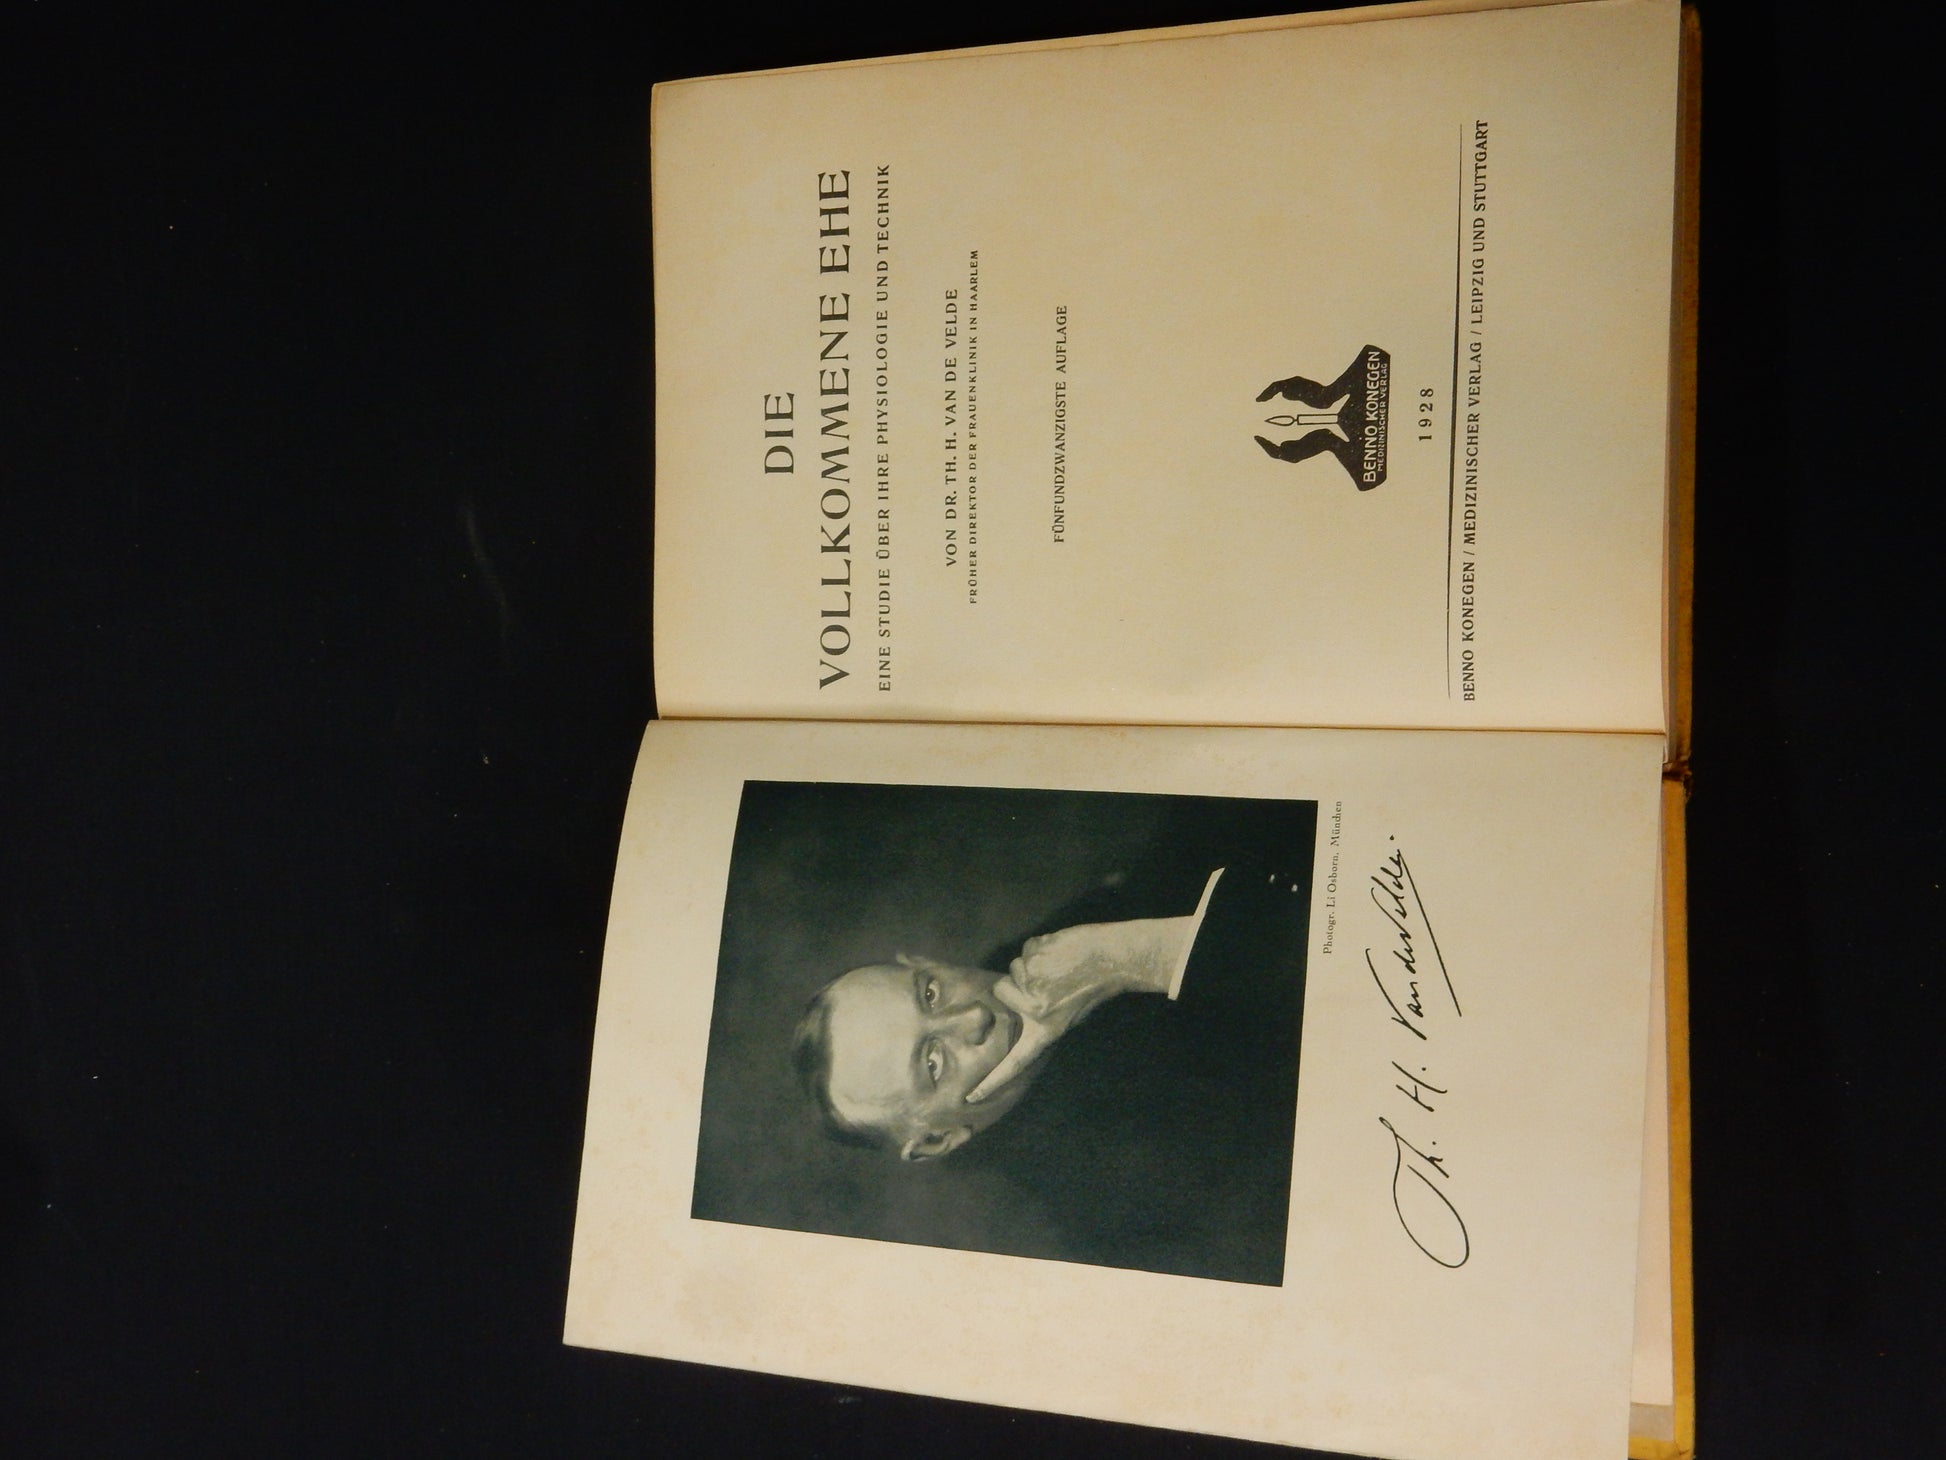 Photogr. Li Osborn, München
Th. H. Van de Velde.
DIE
VOLLKOMMENE EHE
EINE STUDIE ÜBER IHRE PHYSIOLOGIE UND TECHNIK
VON DR. TH. H. VAN DE VELDE
FRÜHER DIREKTOR DER FRAUENKLINIK IN HAARLEM
FÜNFUNDZWANZIGSTE AUFLAGE
BENNO KONEGEN
MEDIZINISCHER VERLAG
1928
BENNO KONEGEN / MEDIZINISCHER VERLAG / LEIPZIG UND STUTTGART